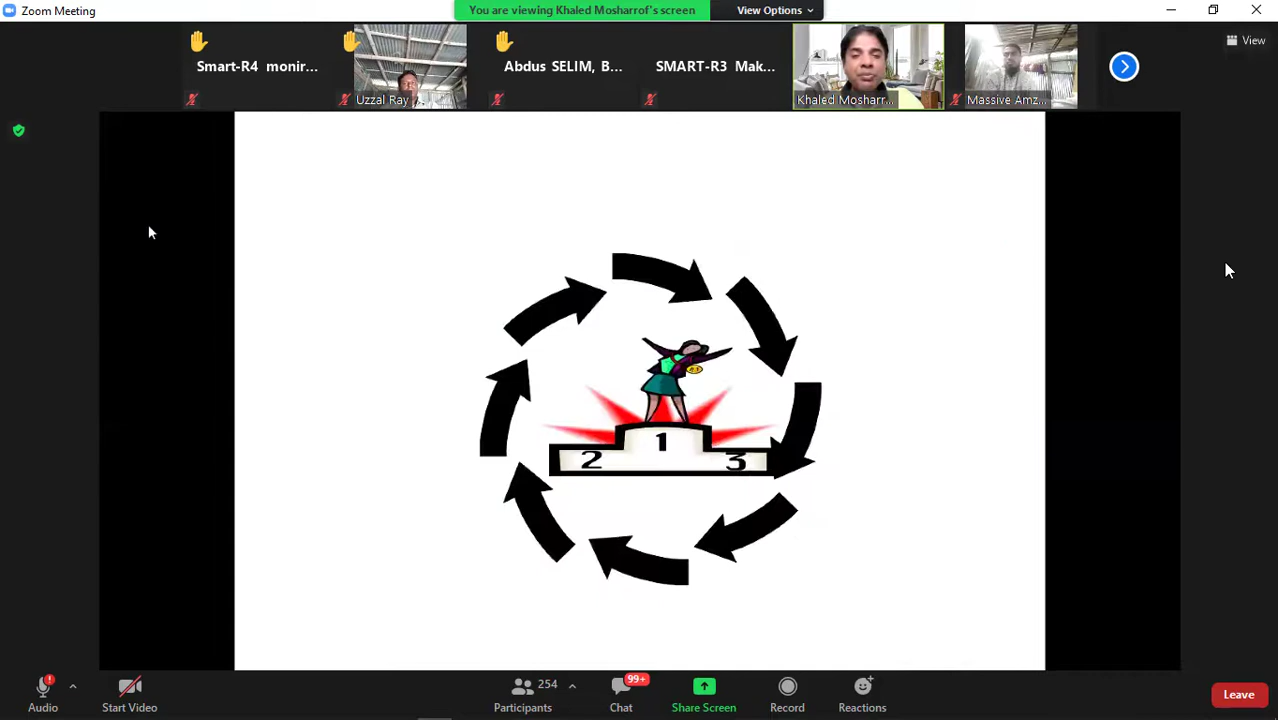 Zoom Meeting
You are viewing Khaled Mosharrof's screen
View Options
Smart-R4 monir...
Uzzal Ray
Abdus SELIM, B...
SMART-R3 Mak...
Khaled Mosharr...
Massive Amz...
View
1
2
3
Audio
Start Video
254
Participants
99+
Chat
Share Screen
Record
Reactions
Leave